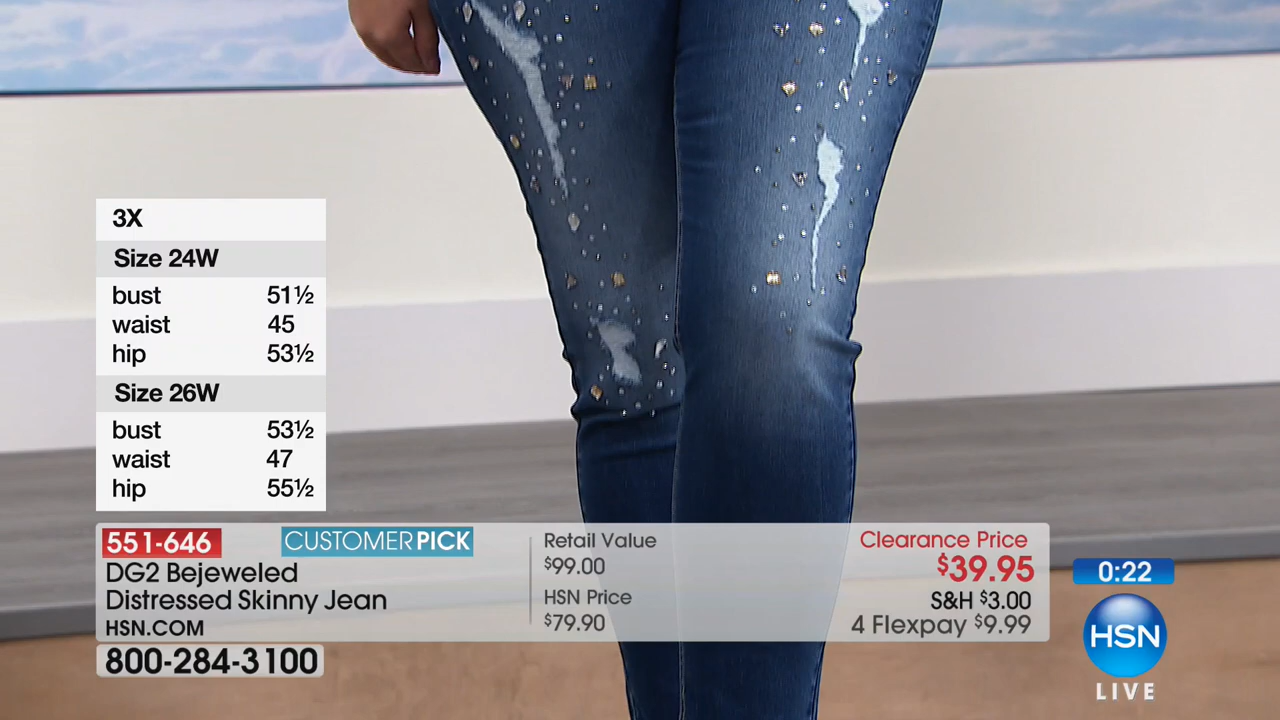 3X
Size 24W
bust 51½
waist 45
hip 53½
Size 26W
bust 53½
waist 47
hip 55½
551-646 CUSTOMERPICK
DG2 Bejeweled
Distressed Skinny Jean
HSN.COM
800-284-3100
Retail Value
$99.00
HSN Price
$79.90
Clearance Price
$39.95
S&H $3.00
4 Flexpay $9.99
0:22
HSN
LIVE